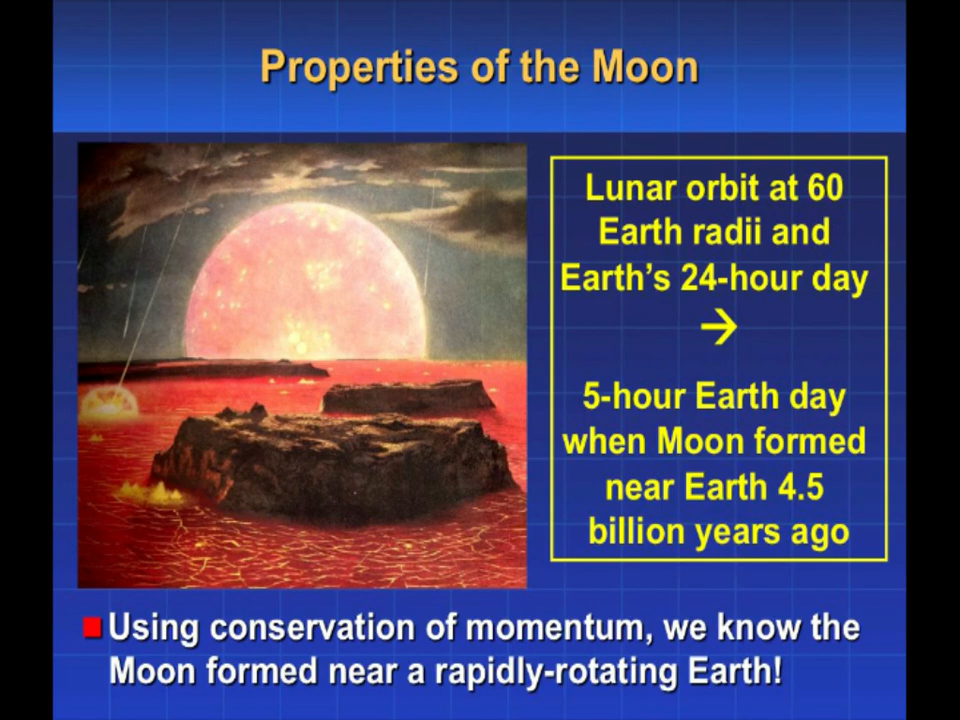 Properties of the Moon
Lunar orbit at 60
Earth radii and
Earth's 24-hour day
→
5-hour Earth day
when Moon formed
near Earth 4.5
billion years ago
Using conservation of momentum, we know the
Moon formed near a rapidly-rotating Earth!